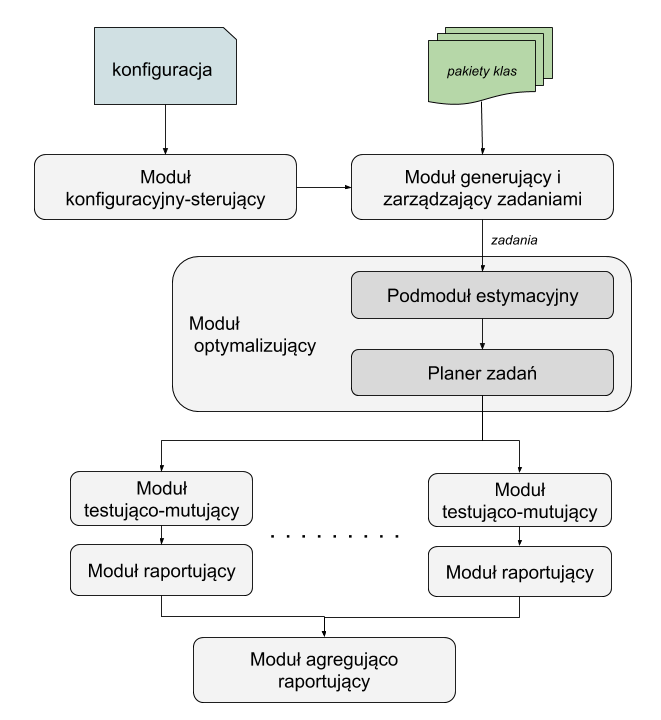 konfiguracja
pakiety klas
Moduł
konfiguracyjny-sterujący
Moduł generujący i
zarządzający zadaniami
zadania
Moduł
optymalizujący
Podmoduł estymacyjny
Planer zadań
Moduł
testująco-mutujący
Moduł
testująco-mutujący
Moduł raportujący
Moduł raportujący
Moduł agregująco
raportujący